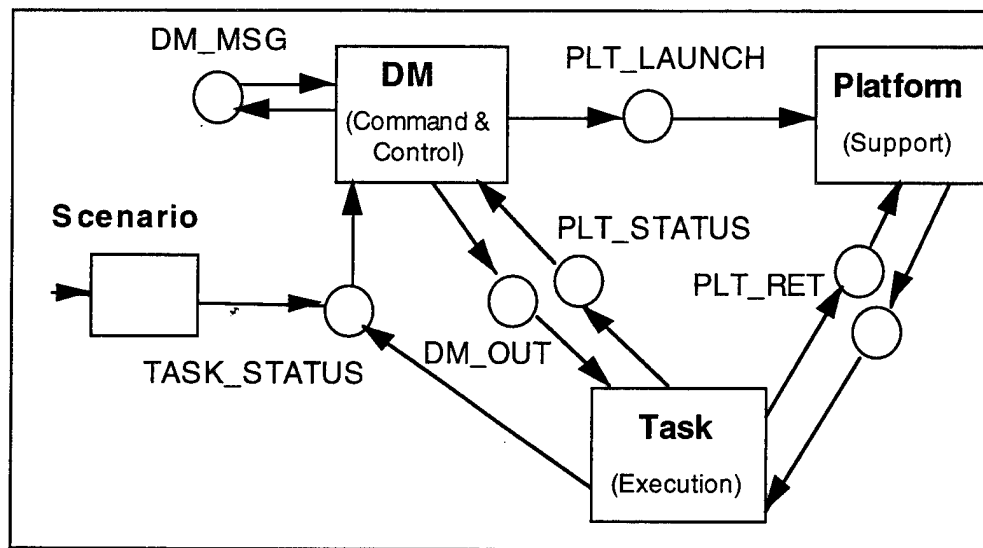 DM_MSG
DM
(Command &
Control)
PLT_LAUNCH
Platform
(Support)
Scenario
PLT_STATUS
PLT_RET
TASK_STATUS
DM_OUT
Task
(Execution)